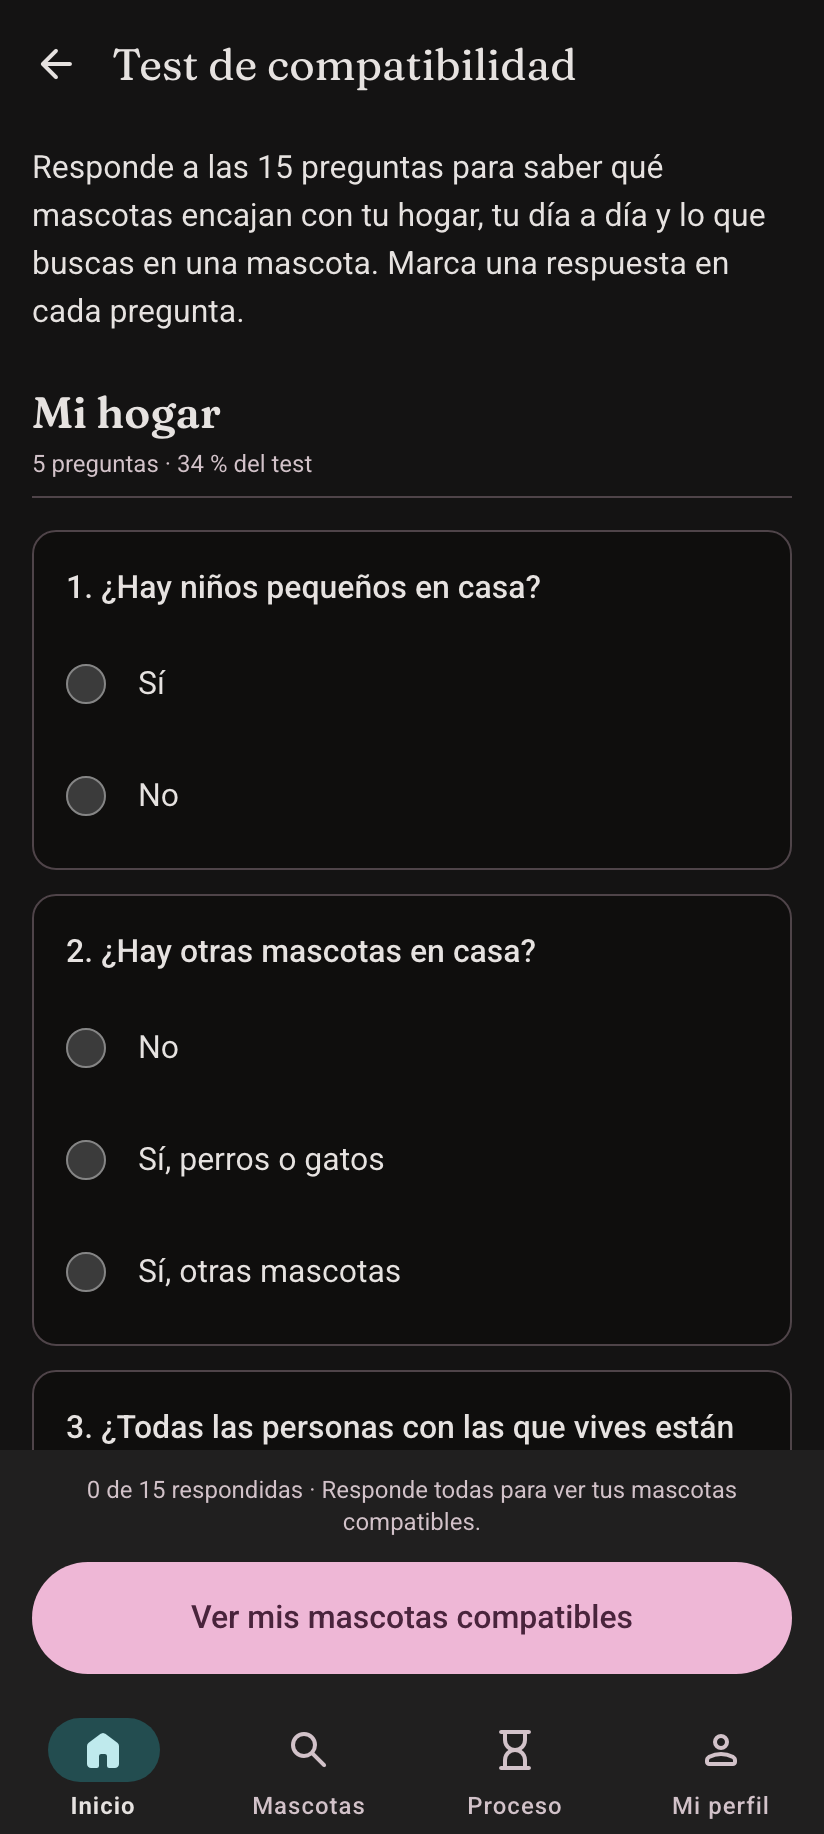 Test de compatibilidad
Responde a las 15 preguntas para saber qué
mascotas encajan con tu hogar, tu día a día y lo que
buscas en una mascota. Marca una respuesta en
cada pregunta.
Mi hogar
5 preguntas · 34 % del test
1. ¿Hay niños pequeños en casa?
Sí
No
2. ¿Hay otras mascotas en casa?
No
Sí, perros o gatos
Sí, otras mascotas
3. ¿Todas las personas con las que vives están
0 de 15 respondidas · Responde todas para ver tus mascotas
compatibles.
Ver mis mascotas compatibles
Inicio
Mascotas
Proceso
Mi perfil